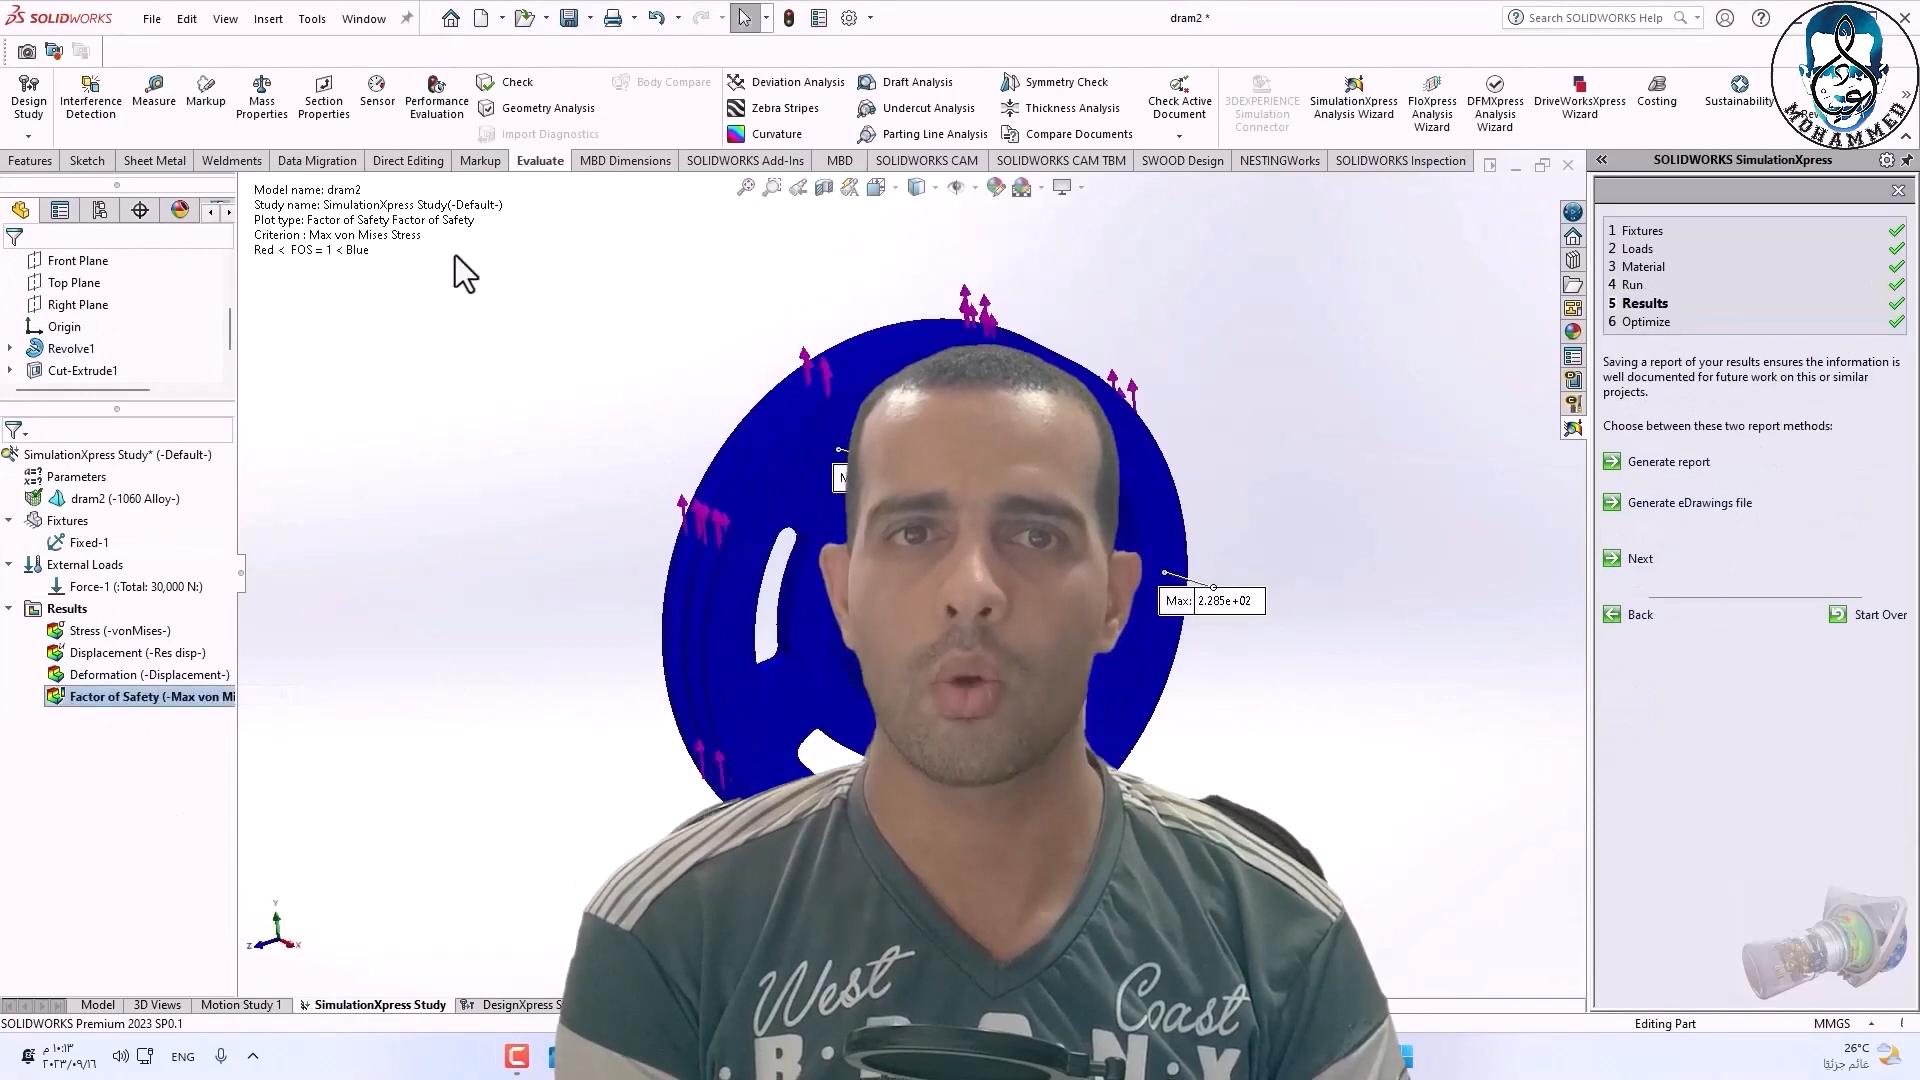 SOLIDWORKS
File Edit View Insert Tools Window
dram2 *
Search SOLIDWORKS Help
MOHAMMED
Design Study
Interference Detection
Measure
Markup
Mass Properties
Section Properties
Sensor
Performance Evaluation
Check
Geometry Analysis
Import Diagnostics
Body Compare
Deviation Analysis
Zebra Stripes
Curvature
Draft Analysis
Undercut Analysis
Parting Line Analysis
Symmetry Check
Thickness Analysis
Compare Documents
Check Active Document
3DEXPERIENCE Simulation Connector
SimulationXpress Analysis Wizard
FloXpress Analysis Wizard
DFMXpress Analysis Wizard
DriveWorksXpress Wizard
Costing
Sustainability
Features Sketch Sheet Metal Weldments Data Migration Direct Editing Markup Evaluate MBD Dimensions SOLIDWORKS Add-Ins MBD SOLIDWORKS CAM SOLIDWORKS CAM TBM SWOOD Design NESTINGWorks SOLIDWORKS Inspection
Front Plane
Top Plane
Right Plane
Origin
Revolve1
Cut-Extrude1
SimulationXpress Study* (-Default-)
Parameters
dram2 (-1060 Alloy-)
Fixtures
Fixed-1
External Loads
Force-1 (:Total: 30,000 N:)
Results
Stress (-vonMises-)
Displacement (-Res disp-)
Deformation (-Displacement-)
Factor of Safety (-Max von Mi
Model name: dram2
Study name: SimulationXpress Study(-Default-)
Plot type: Factor of Safety Factor of Safety
Criterion : Max von Mises Stress
Red < FOS = 1 < Blue
Max: 2.285e+02
Y
Z
X
West Coast
SOLIDWORKS SimulationXpress
1 Fixtures
2 Loads
3 Material
4 Run
5 Results
6 Optimize
Saving a report of your results ensures the information is
well documented for future work on this or similar
projects.
Choose between these two report methods:
Generate report
Generate eDrawings file
Next
Back
Start Over
Model 3D Views Motion Study 1 SimulationXpress Study DesignXpress S
SOLIDWORKS Premium 2023 SP0.1
Editing Part
MMGS
١٠:١٣ م
٢٠٢٣/٠٩/١٦
ENG
26°C
غائم جزئيًا